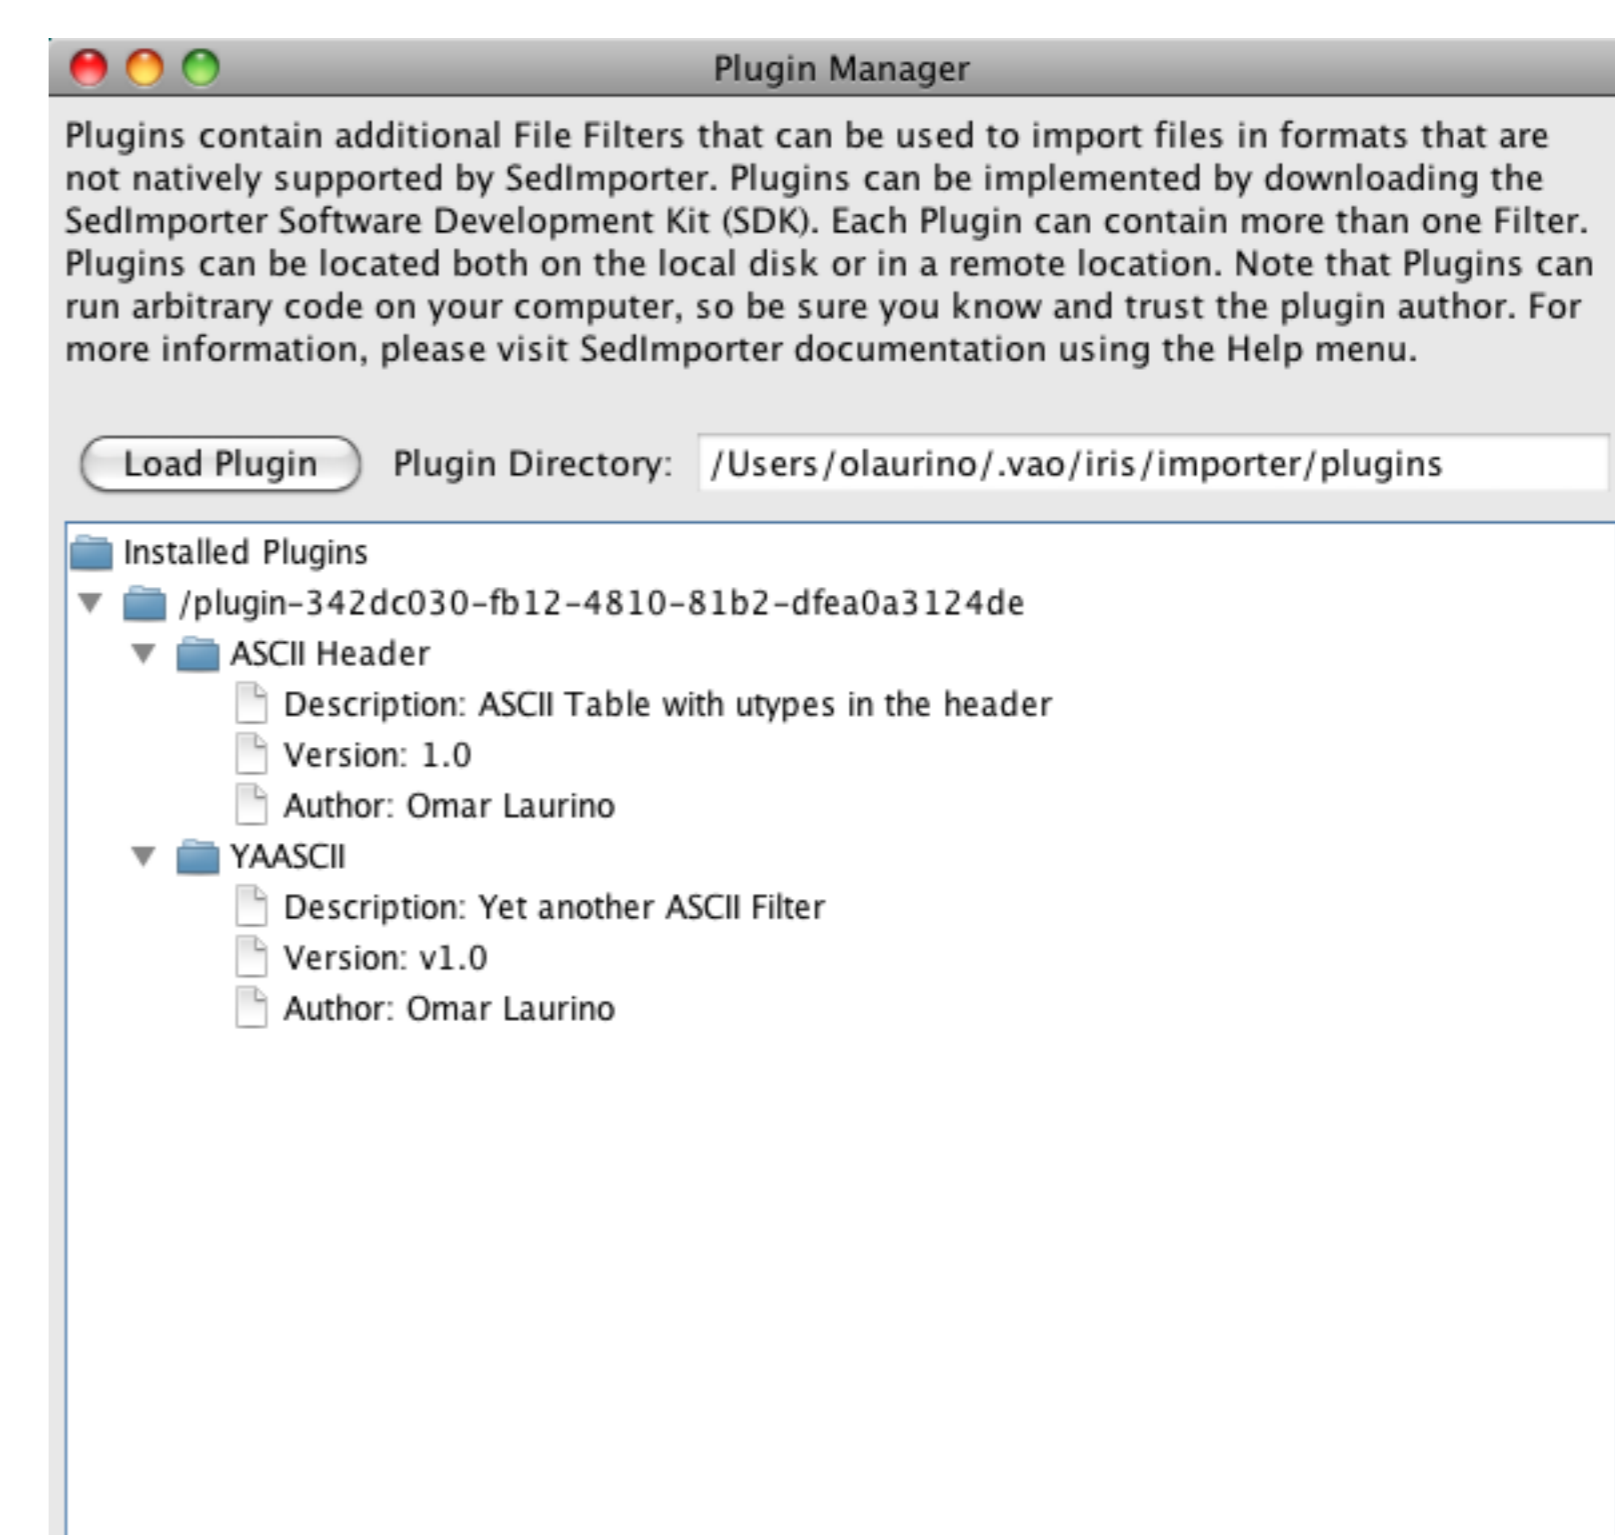 Plugin Manager
Plugins contain additional File Filters that can be used to import files in formats that are
not natively supported by SedImporter. Plugins can be implemented by downloading the
SedImporter Software Development Kit (SDK). Each Plugin can contain more than one Filter.
Plugins can be located both on the local disk or in a remote location. Note that Plugins can
run arbitrary code on your computer, so be sure you know and trust the plugin author. For
more information, please visit SedImporter documentation using the Help menu.
Load Plugin Plugin Directory: /Users/olaurino/.vao/iris/importer/plugins
Installed Plugins
/plugin-342dc030-fb12-4810-81b2-dfea0a3124de
ASCII Header
Description: ASCII Table with utypes in the header
Version: 1.0
Author: Omar Laurino
YAASCII
Description: Yet another ASCII Filter
Version: v1.0
Author: Omar Laurino